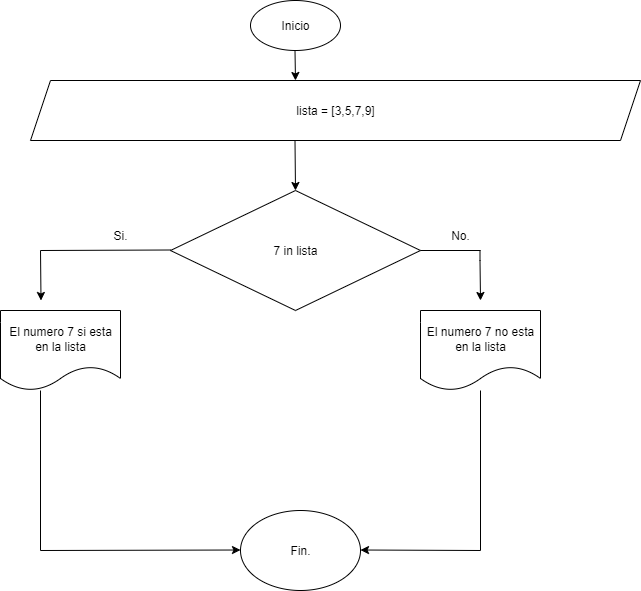 Inicio
lista = [3,5,7,9]
7 in lista
Si.
No.
El numero 7 si esta
en la lista
El numero 7 no esta
en la lista
Fin.